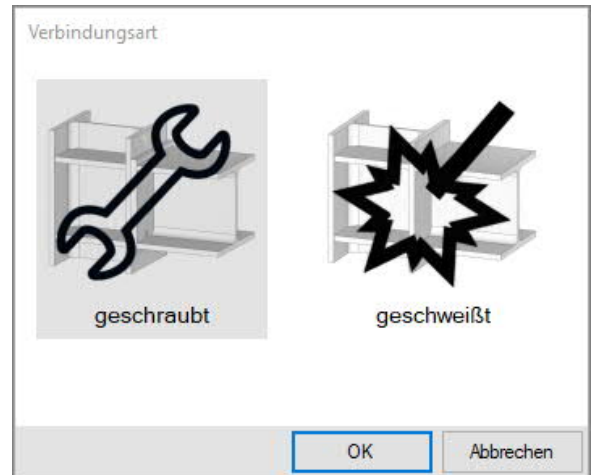 Verbindungsart
geschraubt
geschweißt
OK
Abbrechen